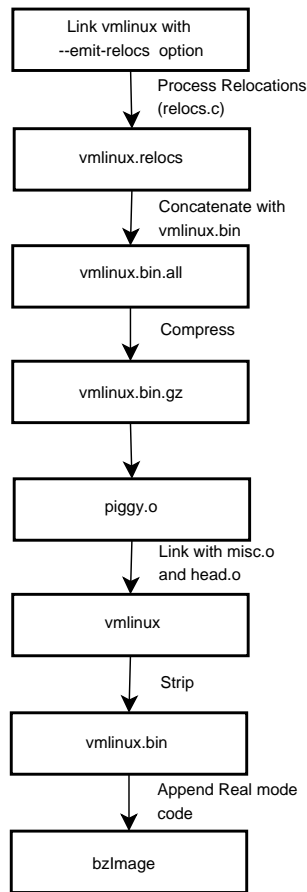 Link vmlinux with
--emit-relocs option
Process Relocations
(relocs.c)
vmlinux.relocs
Concatenate with
vmlinux.bin
vmlinux.bin.all
Compress
vmlinux.bin.gz
piggy.o
Link with misc.o
and head.o
vmlinux
Strip
vmlinux.bin
Append Real mode
code
bzImage